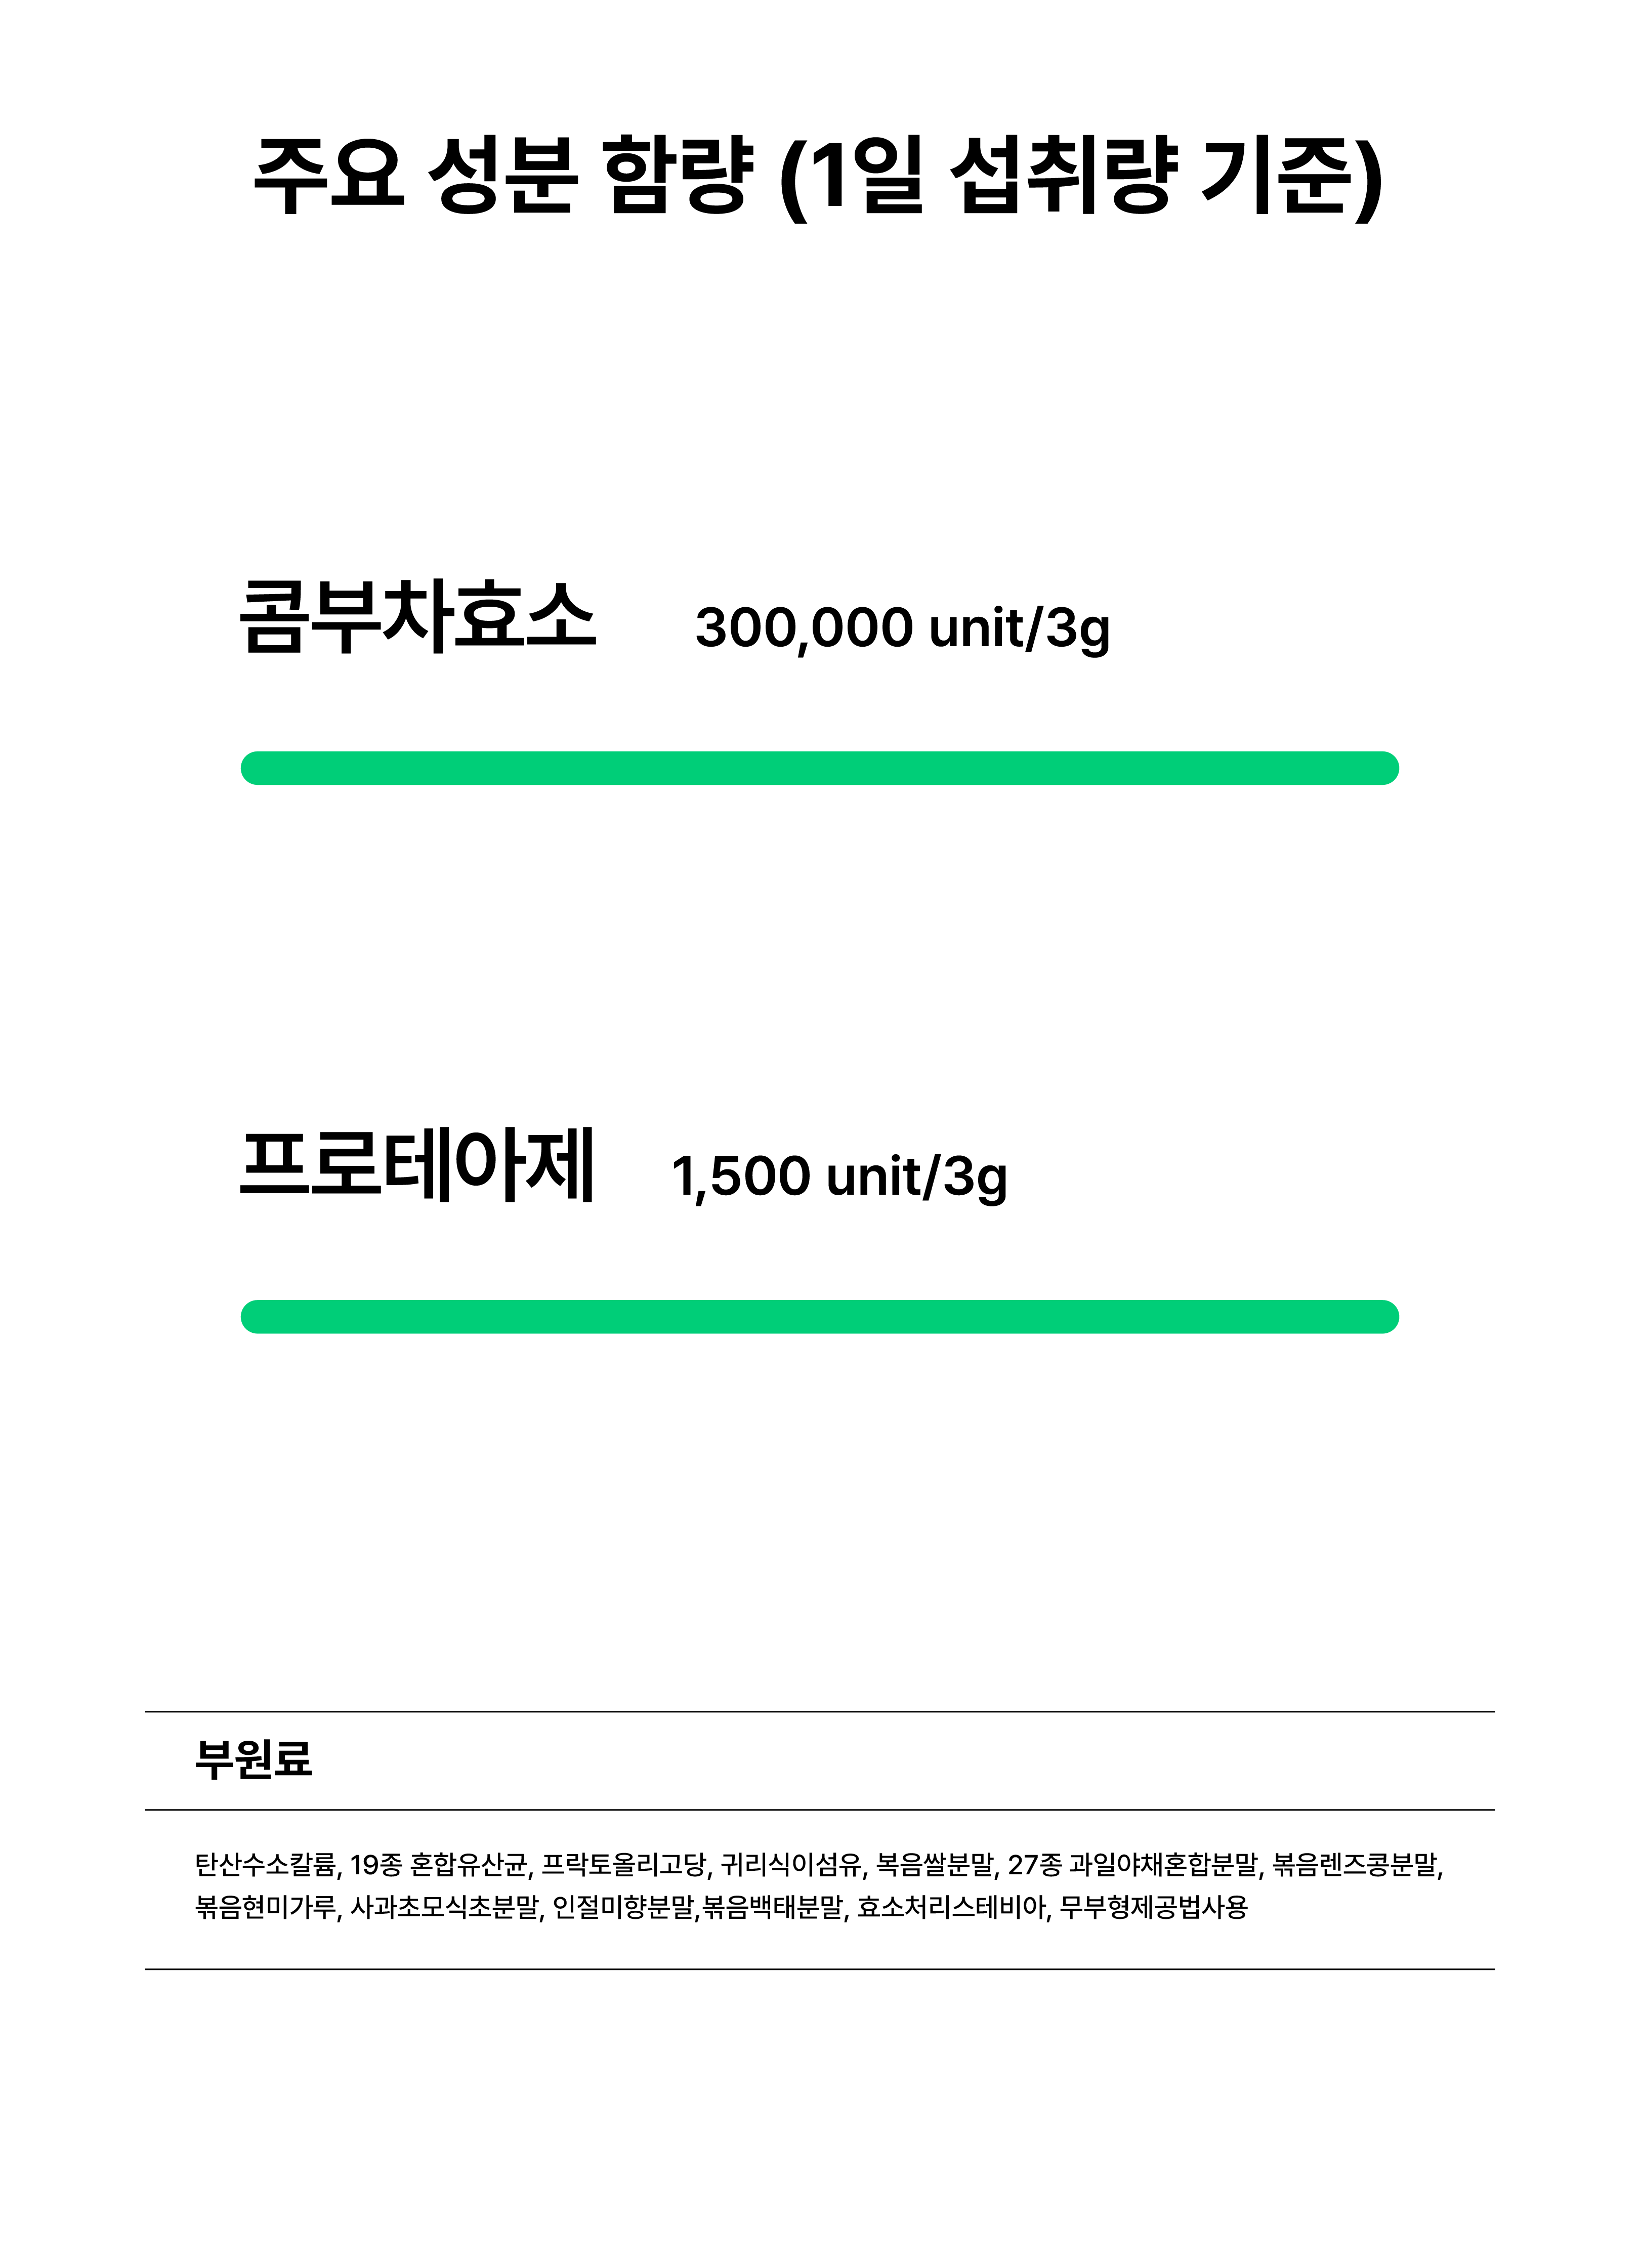 주요 성분 함량 (1일 섭취량 기준)
콤부차효소 300,000 unit/3g
프로테아제 1,500 unit/3g
부원료
탄산수소칼륨, 19종 혼합유산균, 프락토올리고당, 귀리식이섬유, 복음쌀분말, 27종 과일야채혼합분말, 볶음렌즈콩분말,
볶음현미가루, 사과초모식초분말, 인절미향분말,볶음백태분말, 효소처리스테비아, 무부형제공법사용